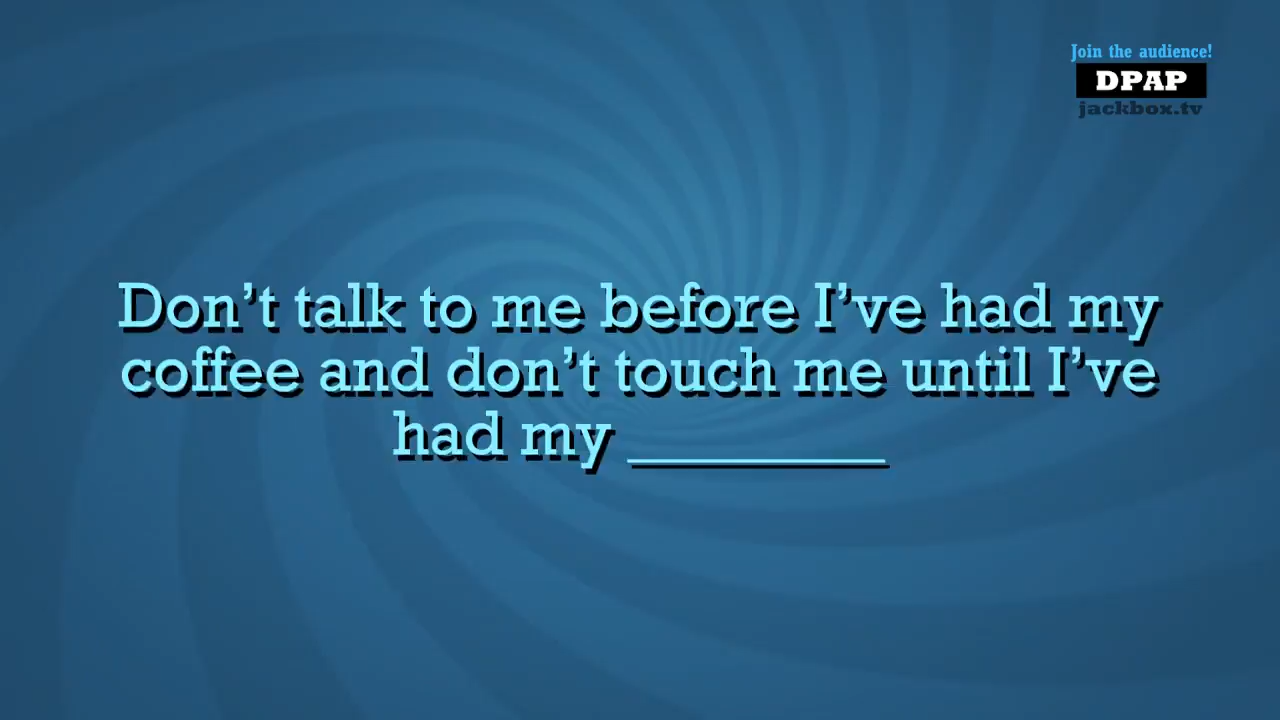 Join the audience!
DPAP
jackbox.tv
Don’t talk to me before I’ve had my
coffee and don’t touch me until I’ve
had my ________